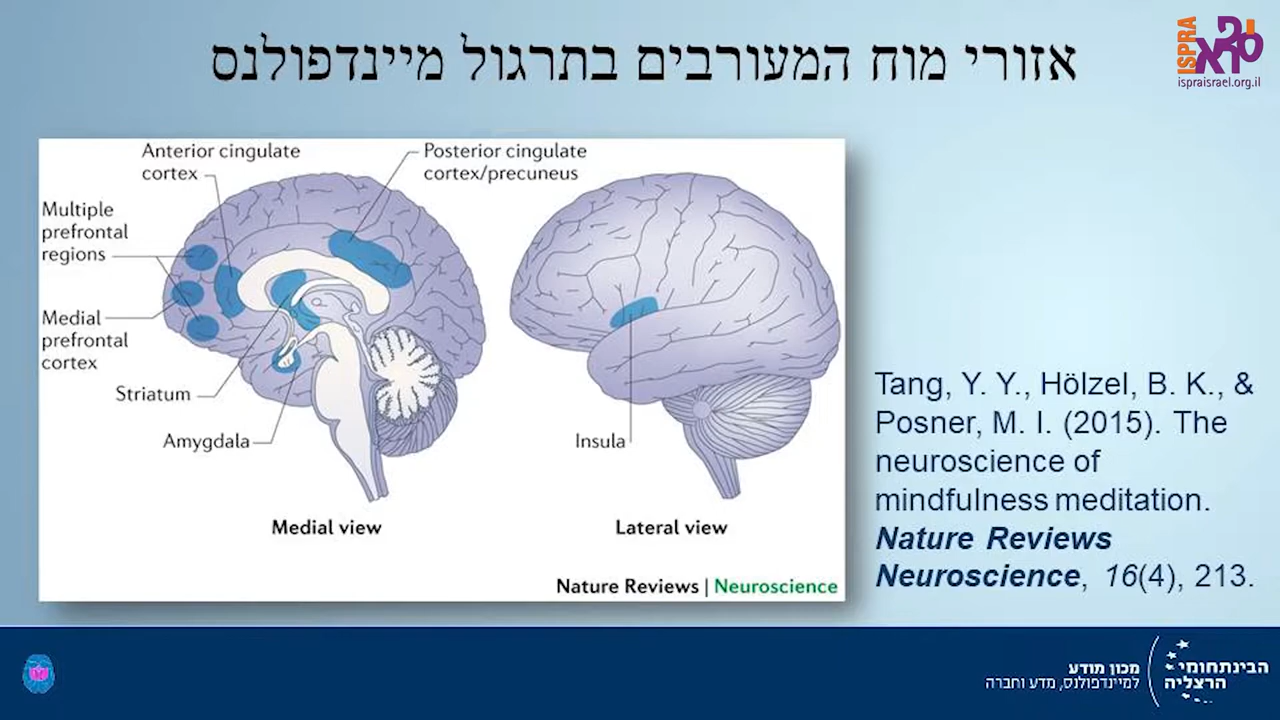 אזורי מוח המעורבים בתרגול מיינדפולנס
ISPRA
יספרא
ispraisrael.org.il
Anterior cingulate
cortex
Posterior cingulate
cortex/precuneus
Multiple
prefrontal
regions
Medial
prefrontal
cortex
Striatum
Amygdala
Insula
Medial view
Lateral view
Nature Reviews | Neuroscience
Tang, Y. Y., Hölzel, B. K., &
Posner, M. I. (2015). The
neuroscience of
mindfulness meditation.
Nature Reviews
Neuroscience, 16(4), 213.
מכון מודע
למיינדפולנס, מדע וחברה
הבינתחומי
הרצליה